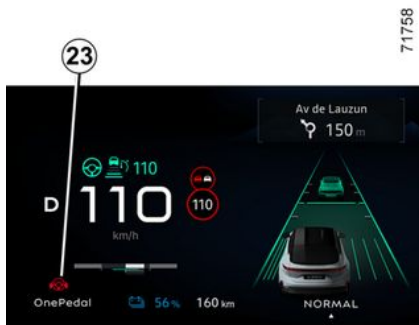 71758
23
Av de Lauzun
150 m
110
D 110 110
km/h
OnePedal 56% 160 km NORMAL